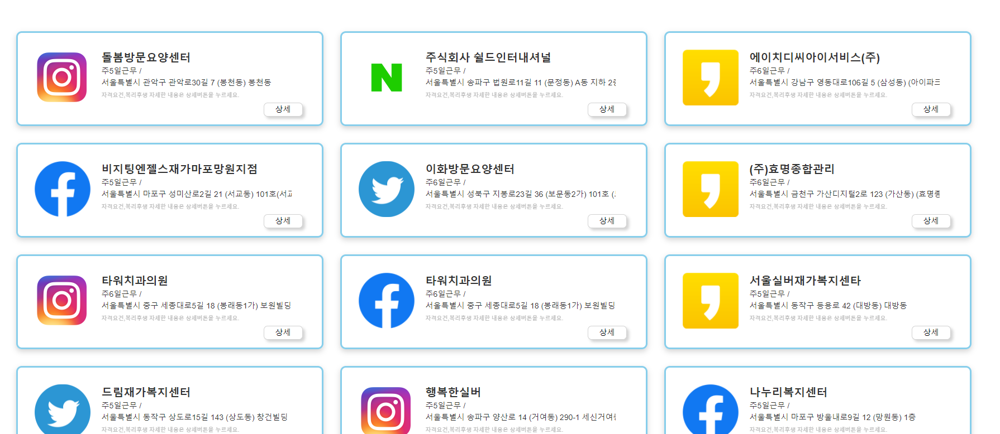 돌봄방문요양센터
주5일근무 /
서울특별시 관악구 관악로30길 7 (봉천동) 봉천동
자격요건,복리후생 자세한 내용은 상세버튼을 누르세요.
상세
N
주식회사 쉴드인터내셔널
주5일근무 /
서울특별시 송파구 법원로11길 11 (문정동) A동 지하 2층
자격요건,복리후생 자세한 내용은 상세버튼을 누르세요.
상세
에이치디씨아이서비스(주)
주6일근무 /
서울특별시 강남구 영동대로106길 5 (삼성동) (아이파크
자격요건,복리후생 자세한 내용은 상세버튼을 누르세요.
상세
비지팅엔젤스재가마포망원지점
주5일근무 /
서울특별시 마포구 성미산로2길 21 (서교동) 101호(서교
자격요건,복리후생 자세한 내용은 상세버튼을 누르세요.
상세
이화방문요양센터
주6일근무 /
서울특별시 성북구 지봉로23길 36 (보문동2가) 101호
자격요건,복리후생 자세한 내용은 상세버튼을 누르세요.
상세
(주)효명종합관리
주6일근무 /
서울특별시 금천구 가산디지털2로 123 (가산동) (효명종
자격요건,복리후생 자세한 내용은 상세버튼을 누르세요.
상세
타워치과의원
주6일근무 /
서울특별시 중구 세종대로5길 18 (봉래동1가) 보원빌딩
자격요건,복리후생 자세한 내용은 상세버튼을 누르세요.
상세
타워치과의원
주6일근무 /
서울특별시 중구 세종대로5길 18 (봉래동1가) 보원빌딩
자격요건,복리후생 자세한 내용은 상세버튼을 누르세요.
상세
서울실버재가복지센타
주5일근무 /
서울특별시 동작구 등용로 42 (대방동) 대방동
자격요건,복리후생 자세한 내용은 상세버튼을 누르세요.
상세
드림재가복지센터
주5일근무 /
서울특별시 동작구 상도로15길 143 (상도동) 창건빌딩
자격요건,복리후생 자세한 내용은 상세버튼을 누르세요.
행복한실버
주5일근무 /
서울특별시 송파구 양산로 14 (거여동) 290-1 세신거여
자격요건,복리후생 자세한 내용은 상세버튼을 누르세요.
나누리복지센터
주5일근무 /
서울특별시 마포구 방울내로9길 12 (망원동) 1층
자격요건,복리후생 자세한 내용은 상세버튼을 누르세요.